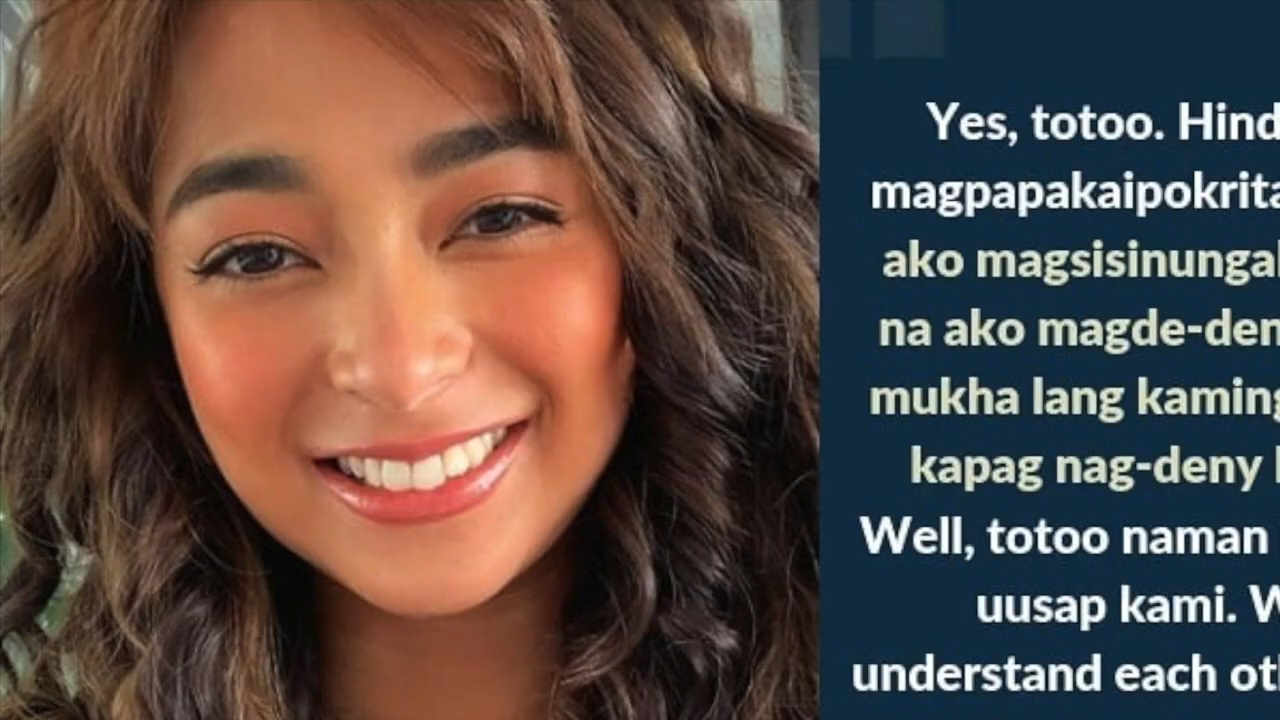 Yes, totoo. Hind
magpapakaipokrita
ako magsisinungal
na ako magde-den
mukha lang kaming
kapag nag-deny
Well, totoo naman
uusap kami. W
understand each oth